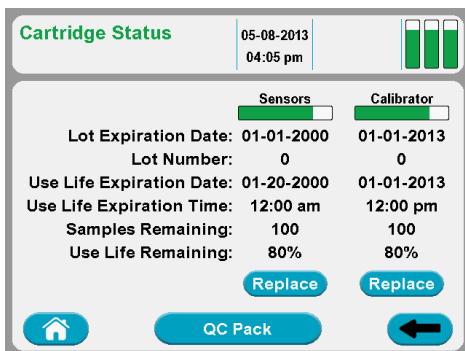 Cartridge Status
05-08-2013
04:05 pm
Sensors Calibrator
Lot Expiration Date: 01-01-2000 01-01-2013
Lot Number: 0 0
Use Life Expiration Date: 01-20-2000 01-01-2013
Use Life Expiration Time: 12:00 am 12:00 pm
Samples Remaining: 100 100
Use Life Remaining: 80% 80%
Replace Replace
QC Pack